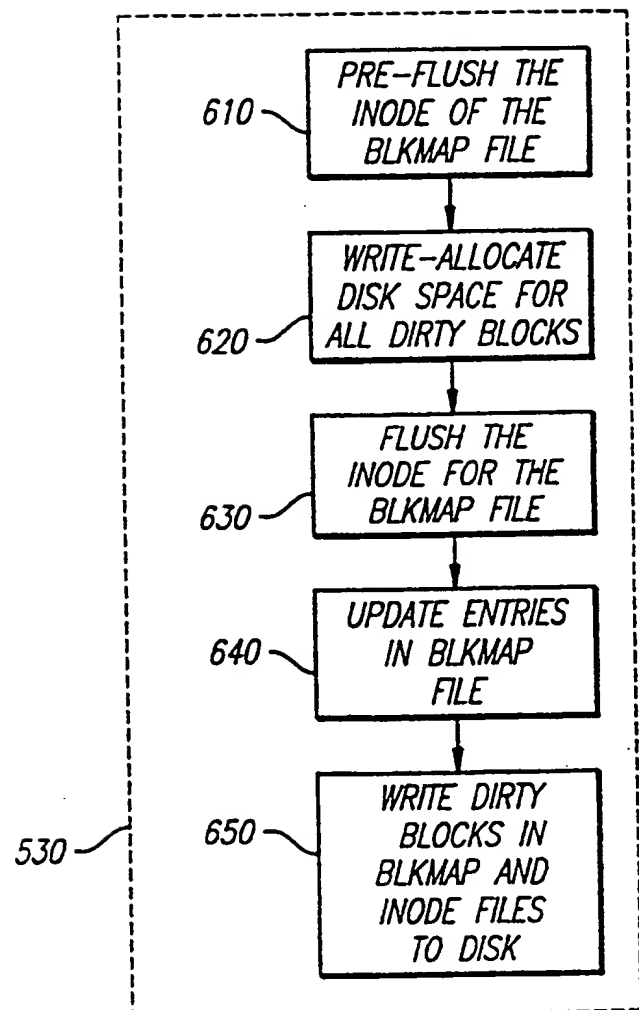 PRE-FLUSH THE
INODE OF THE
BLKMAP FILE
610
WRITE-ALLOCATE
DISK SPACE FOR
ALL DIRTY BLOCKS
620
FLUSH THE
INODE FOR THE
BLKMAP FILE
630
UPDATE ENTRIES
IN BLKMAP
FILE
640
WRITE DIRTY
BLOCKS IN
BLKMAP AND
INODE FILES
TO DISK
650
530